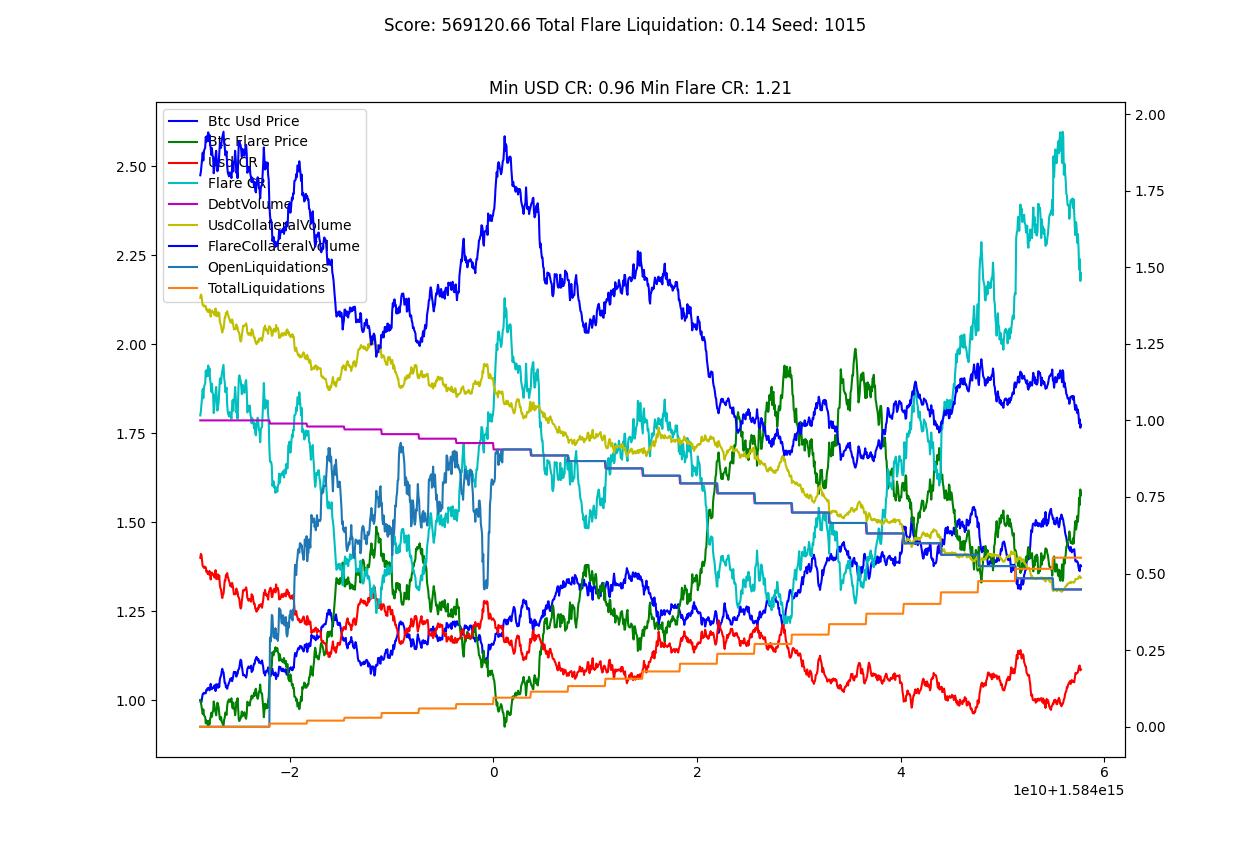 Score: 569120.66 Total Flare Liquidation: 0.14 Seed: 1015
Min USD CR: 0.96 Min Flare CR: 1.21
Btc Usd Price
Btc Flare Price
Usd CR
Flare CR
DebtVolume
UsdCollateralVolume
FlareCollateralVolume
OpenLiquidations
TotalLiquidations
2.50
2.25
2.00
1.75
1.50
1.25
1.00
2.00
1.75
1.50
1.25
1.00
0.75
0.50
0.25
0.00
−2 0 2 4 6
1e10+1.584e15